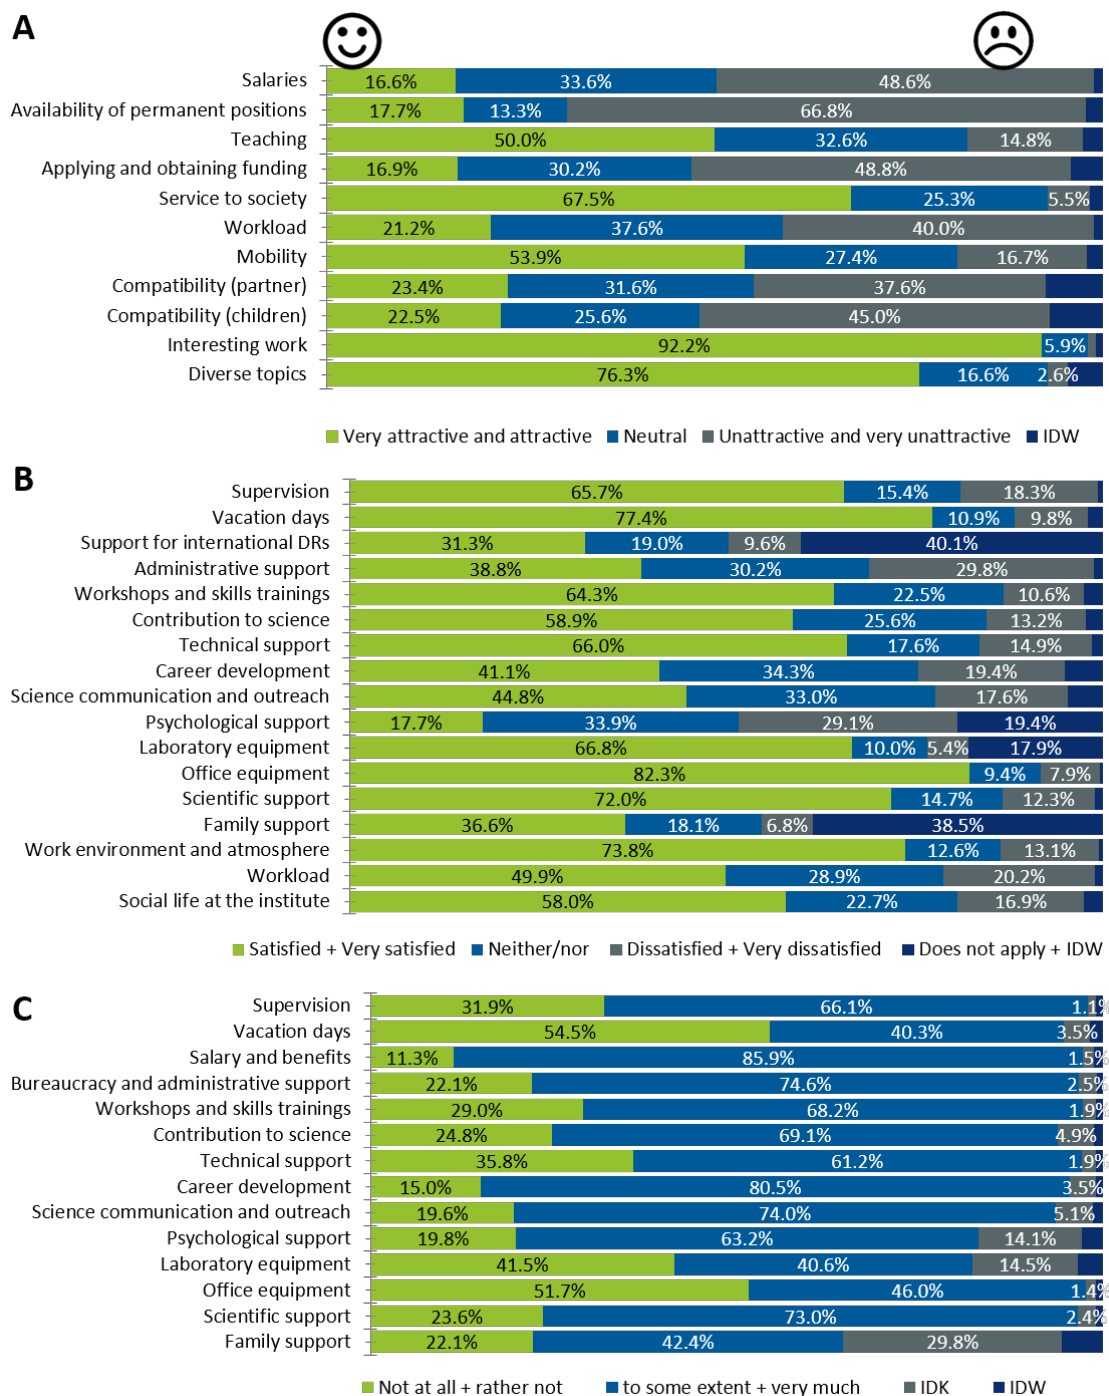 A
Salaries 16.6% 33.6% 48.6%
Availability of permanent positions 17.7% 13.3% 66.8%
Teaching 50.0% 32.6% 14.8%
Applying and obtaining funding 16.9% 30.2% 48.8%
Service to society 67.5% 25.3% 5.5%
Workload 21.2% 37.6% 40.0%
Mobility 53.9% 27.4% 16.7%
Compatibility (partner) 23.4% 31.6% 37.6%
Compatibility (children) 22.5% 25.6% 45.0%
Interesting work 92.2% 5.9%
Diverse topics 76.3% 16.6% 2.6%
Very attractive and attractive Neutral Unattractive and very unattractive IDW
B
Supervision 65.7% 15.4% 18.3%
Vacation days 77.4% 10.9% 9.8%
Support for international DRs 31.3% 19.0% 9.6% 40.1%
Administrative support 38.8% 30.2% 29.8%
Workshops and skills trainings 64.3% 22.5% 10.6%
Contribution to science 58.9% 25.6% 13.2%
Technical support 66.0% 17.6% 14.9%
Career development 41.1% 34.3% 19.4%
Science communication and outreach 44.8% 33.0% 17.6%
Psychological support 17.7% 33.9% 29.1% 19.4%
Laboratory equipment 66.8% 10.0% 5.4% 17.9%
Office equipment 82.3% 9.4% 7.9%
Scientific support 72.0% 14.7% 12.3%
Family support 36.6% 18.1% 6.8% 38.5%
Work environment and atmosphere 73.8% 12.6% 13.1%
Workload 49.9% 28.9% 20.2%
Social life at the institute 58.0% 22.7% 16.9%
Satisfied + Very satisfied Neither/nor Dissatisfied + Very dissatisfied Does not apply + IDW
C
Supervision 31.9% 66.1% 1.1%
Vacation days 54.5% 40.3% 3.5%
Salary and benefits 11.3% 85.9% 1.5%
Bureaucracy and administrative support 22.1% 74.6% 2.5%
Workshops and skills trainings 29.0% 68.2% 1.9%
Contribution to science 24.8% 69.1% 4.9%
Technical support 35.8% 61.2% 1.9%
Career development 15.0% 80.5% 3.5%
Science communication and outreach 19.6% 74.0% 5.1%
Psychological support 19.8% 63.2% 14.1%
Laboratory equipment 41.5% 40.6% 14.5%
Office equipment 51.7% 46.0% 1.4%
Scientific support 23.6% 73.0% 2.4%
Family support 22.1% 42.4% 29.8%
Not at all + rather not to some extent + very much IDK IDW